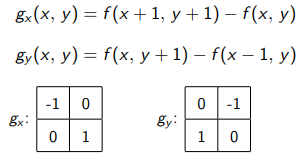 gx(x, y) = f(x + 1, y + 1) − f(x, y)
gy(x, y) = f(x, y + 1) − f(x − 1, y)
gx: -1 0 gy: 0 -1
0 1 1 0